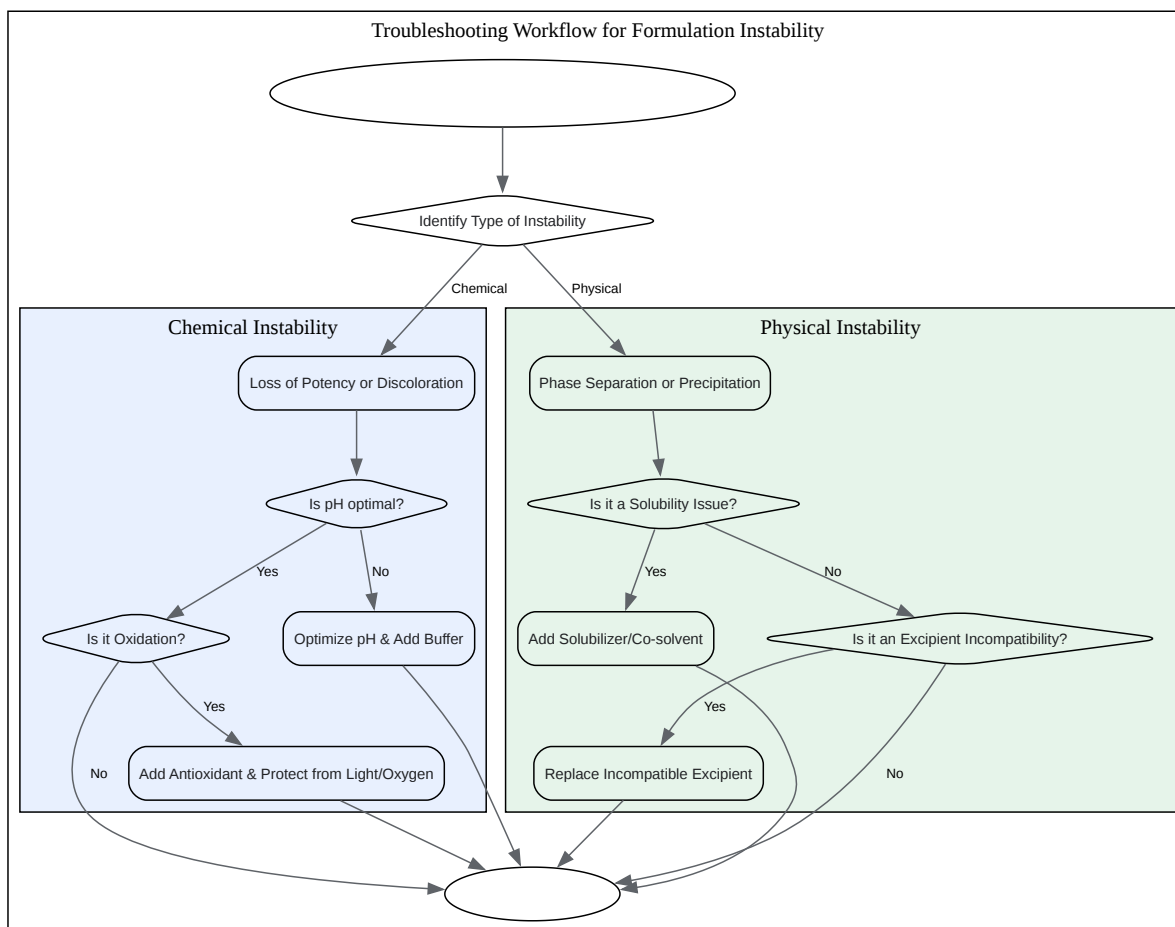 Troubleshooting Workflow for Formulation Instability
Identify Type of Instability
Chemical
Physical
Chemical Instability
Physical Instability
Loss of Potency or Discoloration
Phase Separation or Precipitation
Is pH optimal?
Is it a Solubility Issue?
Yes
No
Yes
No
Is it Oxidation?
Optimize pH & Add Buffer
Add Solubilizer/Co-solvent
Is it an Excipient Incompatibility?
Yes
Yes
No
Add Antioxidant & Protect from Light/Oxygen
Replace Incompatible Excipient
No